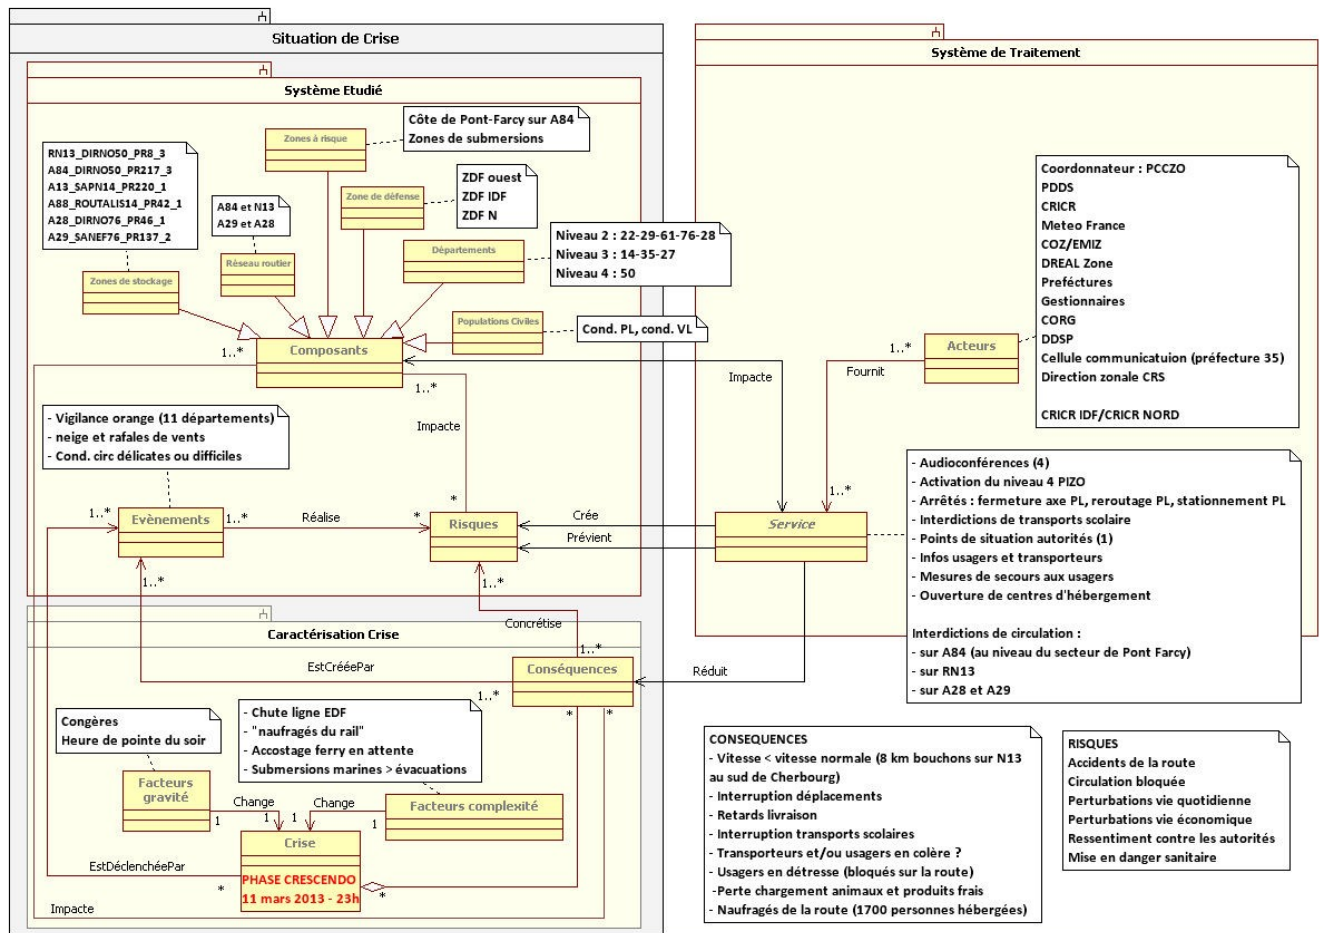 Situation de Crise
Système de Traitement
Système Etudié
Côte de Pont-Farcy sur A84
Zones de submersions
Zones à risque
RN13_DIRNO50_PR8_3
A84_DIRNO50_PR217_3
A13_SAPN14_PR220_1
A88_ROUTALIS14_PR42_1
A28_DIRNO76_PR46_1
A29_SANEF76_PR137_2
ZDF ouest
ZDF IDF
ZDF N
Zone de défense
A84 et N13
A29 et A28
Niveau 2 : 22-29-61-76-28
Niveau 3 : 14-35-27
Niveau 4 : 50
Départements
Réseau routier
Zones de stockage
Populations Civiles
Cond. PL, cond. VL
1..*
Composants
1..*
Impacte
Impacte
Coordonnateur : PCCZO
PDDS
CRICR
Meteo France
COZ/EMIZ
DREAL Zone
Preféctures
Gestionnaires
CORG
DDSP
Cellule communicatuion (préfecture 35)
Direction zonale CRS
CRICR IDF/CRICR NORD
1..*
Acteurs
Fournit
1..*
- Vigilance orange (11 départements)
- neige et rafales de vents
- Cond. circ délicates ou difficiles
- Audioconférences (4)
- Activation du niveau 4 PIZO
- Arrêtés : fermeture axe PL, reroutage PL, stationnement PL
- Interdictions de transports scolaire
- Points de situation autorités (1)
- Infos usagers et transporteurs
- Mesures de secours aux usagers
- Ouverture de centres d'hébergement
Interdictions de circulation :
- sur A84 (au niveau du secteur de Pont Farcy)
- sur RN13
- sur A28 et A29
1..*
Evènements
1..*
Réalise
*
*
Risques
Crée
Prévient
Service
1..*
1..*
Concrétise
1..*
Caractérisation Crise
EstCrééePar
Conséquences
1..*
*
*
Réduit
Congères
Heure de pointe du soir
- Chute ligne EDF
- "naufragés du rail"
- Accostage ferry en attente
- Submersions marines > évacuations
Facteurs
gravité
Change
1
1
Change
1
1
Facteurs complexité
Crise
PHASE CRESCENDO
11 mars 2013 - 23h
EstDéclenchéePar
*
*
Impacte
CONSEQUENCES
- Vitesse < vitesse normale (8 km bouchons sur N13
au sud de Cherbourg)
- Interruption déplacements
- Retards livraison
- Interruption transports scolaires
- Transporteurs et/ou usagers en colère ?
- Usagers en détresse (bloqués sur la route)
-Perte chargement animaux et produits frais
- Naufragés de la route (1700 personnes hébergées)
RISQUES
Accidents de la route
Circulation bloquée
Perturbations vie quotidienne
Perturbations vie économique
Ressentiment contre les autorités
Mise en danger sanitaire